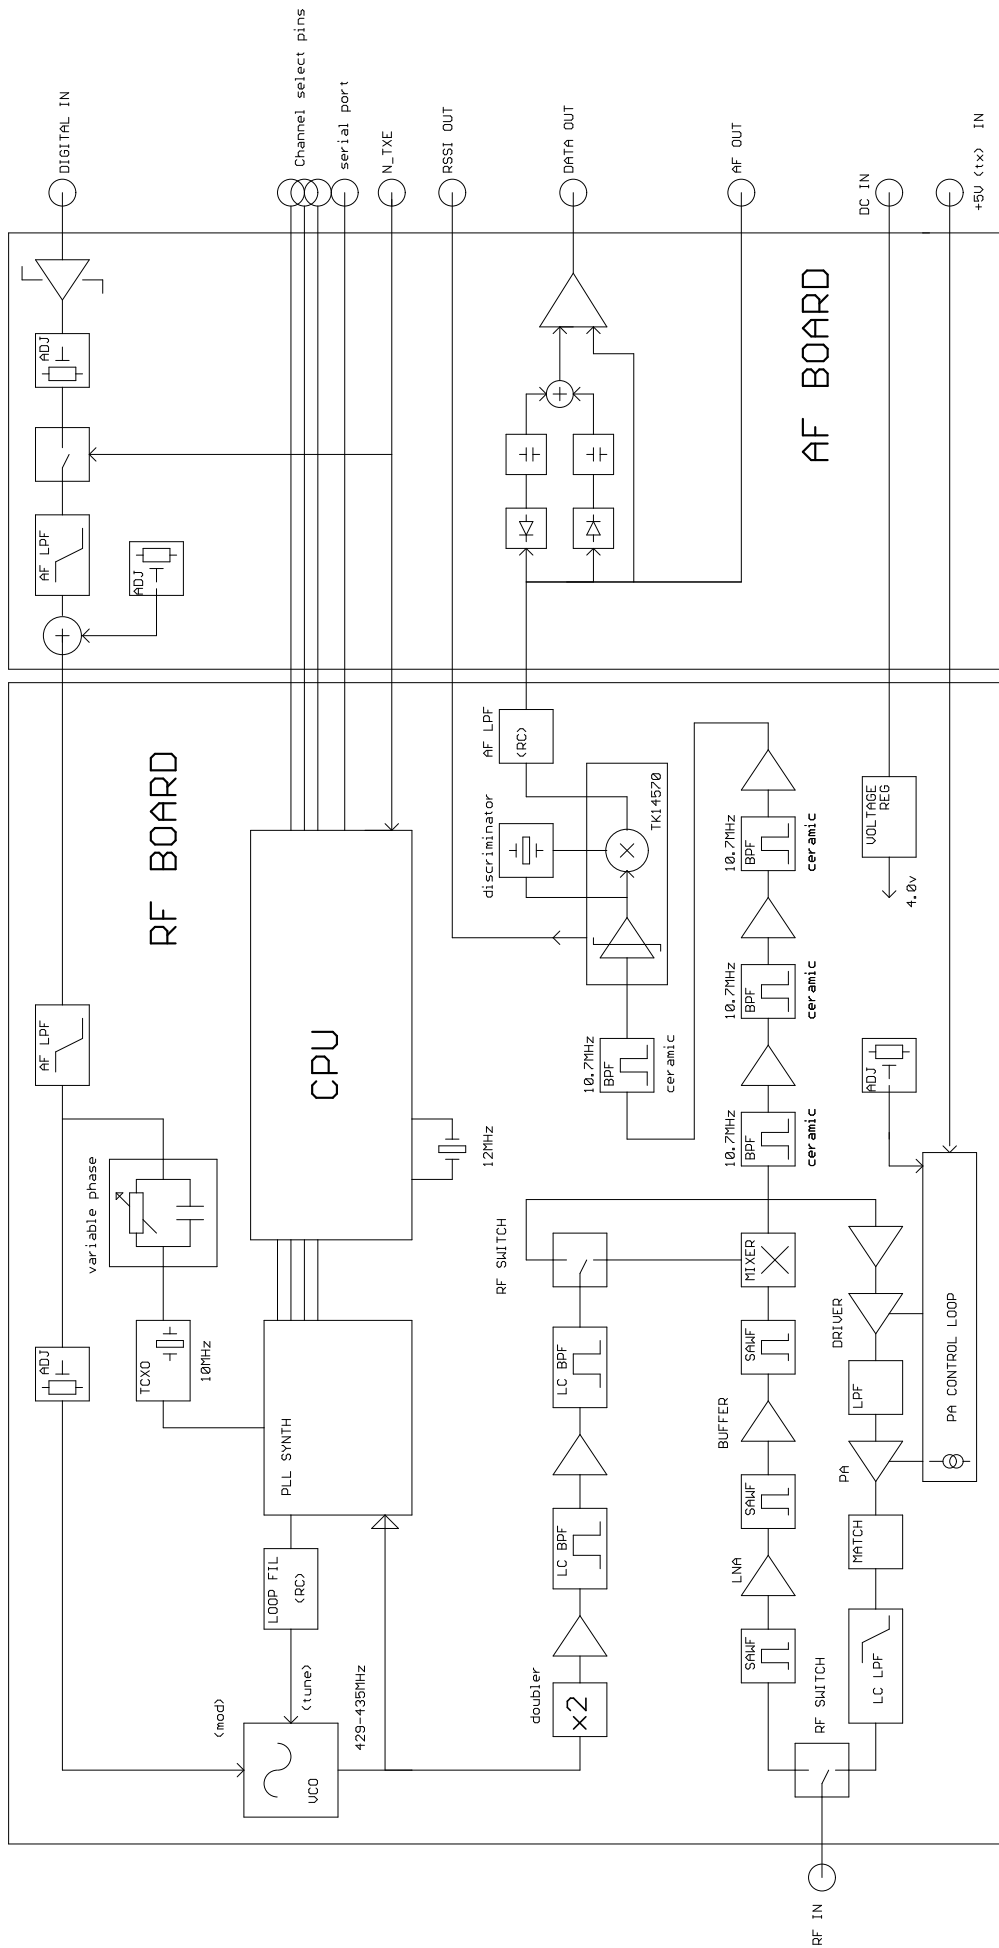 DIGITAL IN
Channel select pins
serial port
N_TXE
RSSI OUT
DATA OUT
AF OUT
DC IN
+5V (tx) IN
ADJ
AF LPF
ADJ
AF BOARD
RF BOARD
AF LPF
variable phase
ADJ
TCXO
10MHz
CPU
12MHz
PLL SYNTH
LOOP FIL
(RC)
(mod)
(tune)
VCO
429-435MHz
AF LPF
(RC)
discriminator
TK14570
10.7MHz
BPF
ceramic
10.7MHz
BPF
ceramic
10.7MHz
BPF
ceramic
10.7MHz
BPF
ceramic
VOLTAGE
REG
4.0v
ADJ
RF SWITCH
LC BPF
LC BPF
doubler
x2
MIXER
SAWF
BUFFER
SAWF
LNA
SAWF
RF SWITCH
DRIVER
LPF
PA
MATCH
LC LPF
PA CONTROL LOOP
RF IN